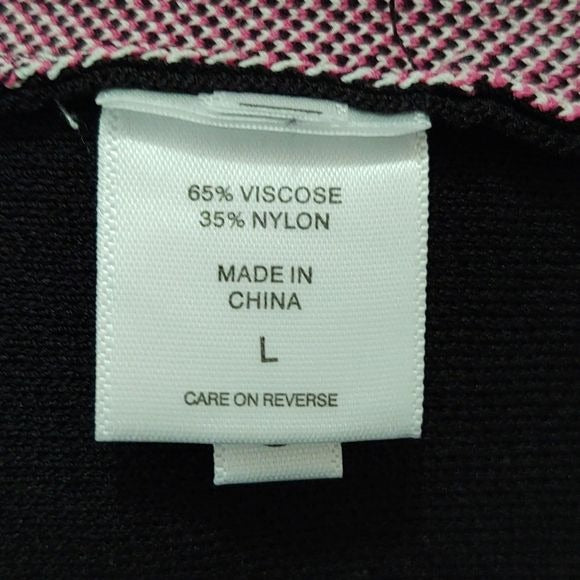 65% VISCOSE
35% NYLON
MADE IN
CHINA
L
CARE ON REVERSE